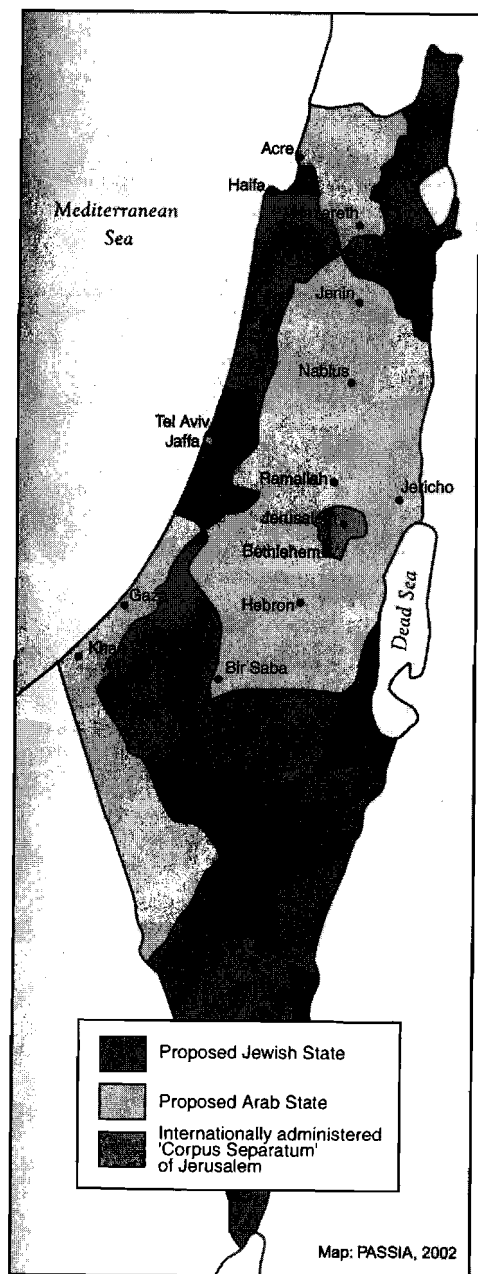 Acre
Haifa
Mediterranean
Sea
Jenin
Nablus
Tel Aviv
Jaffa
Ramallah
Jericho
Bethlehem
Dead Sea
Hebron
Bir Saba
Proposed Jewish State
Proposed Arab State
Internationally administered
'Corpus Separatum'
of Jerusalem
Map: PASSIA, 2002